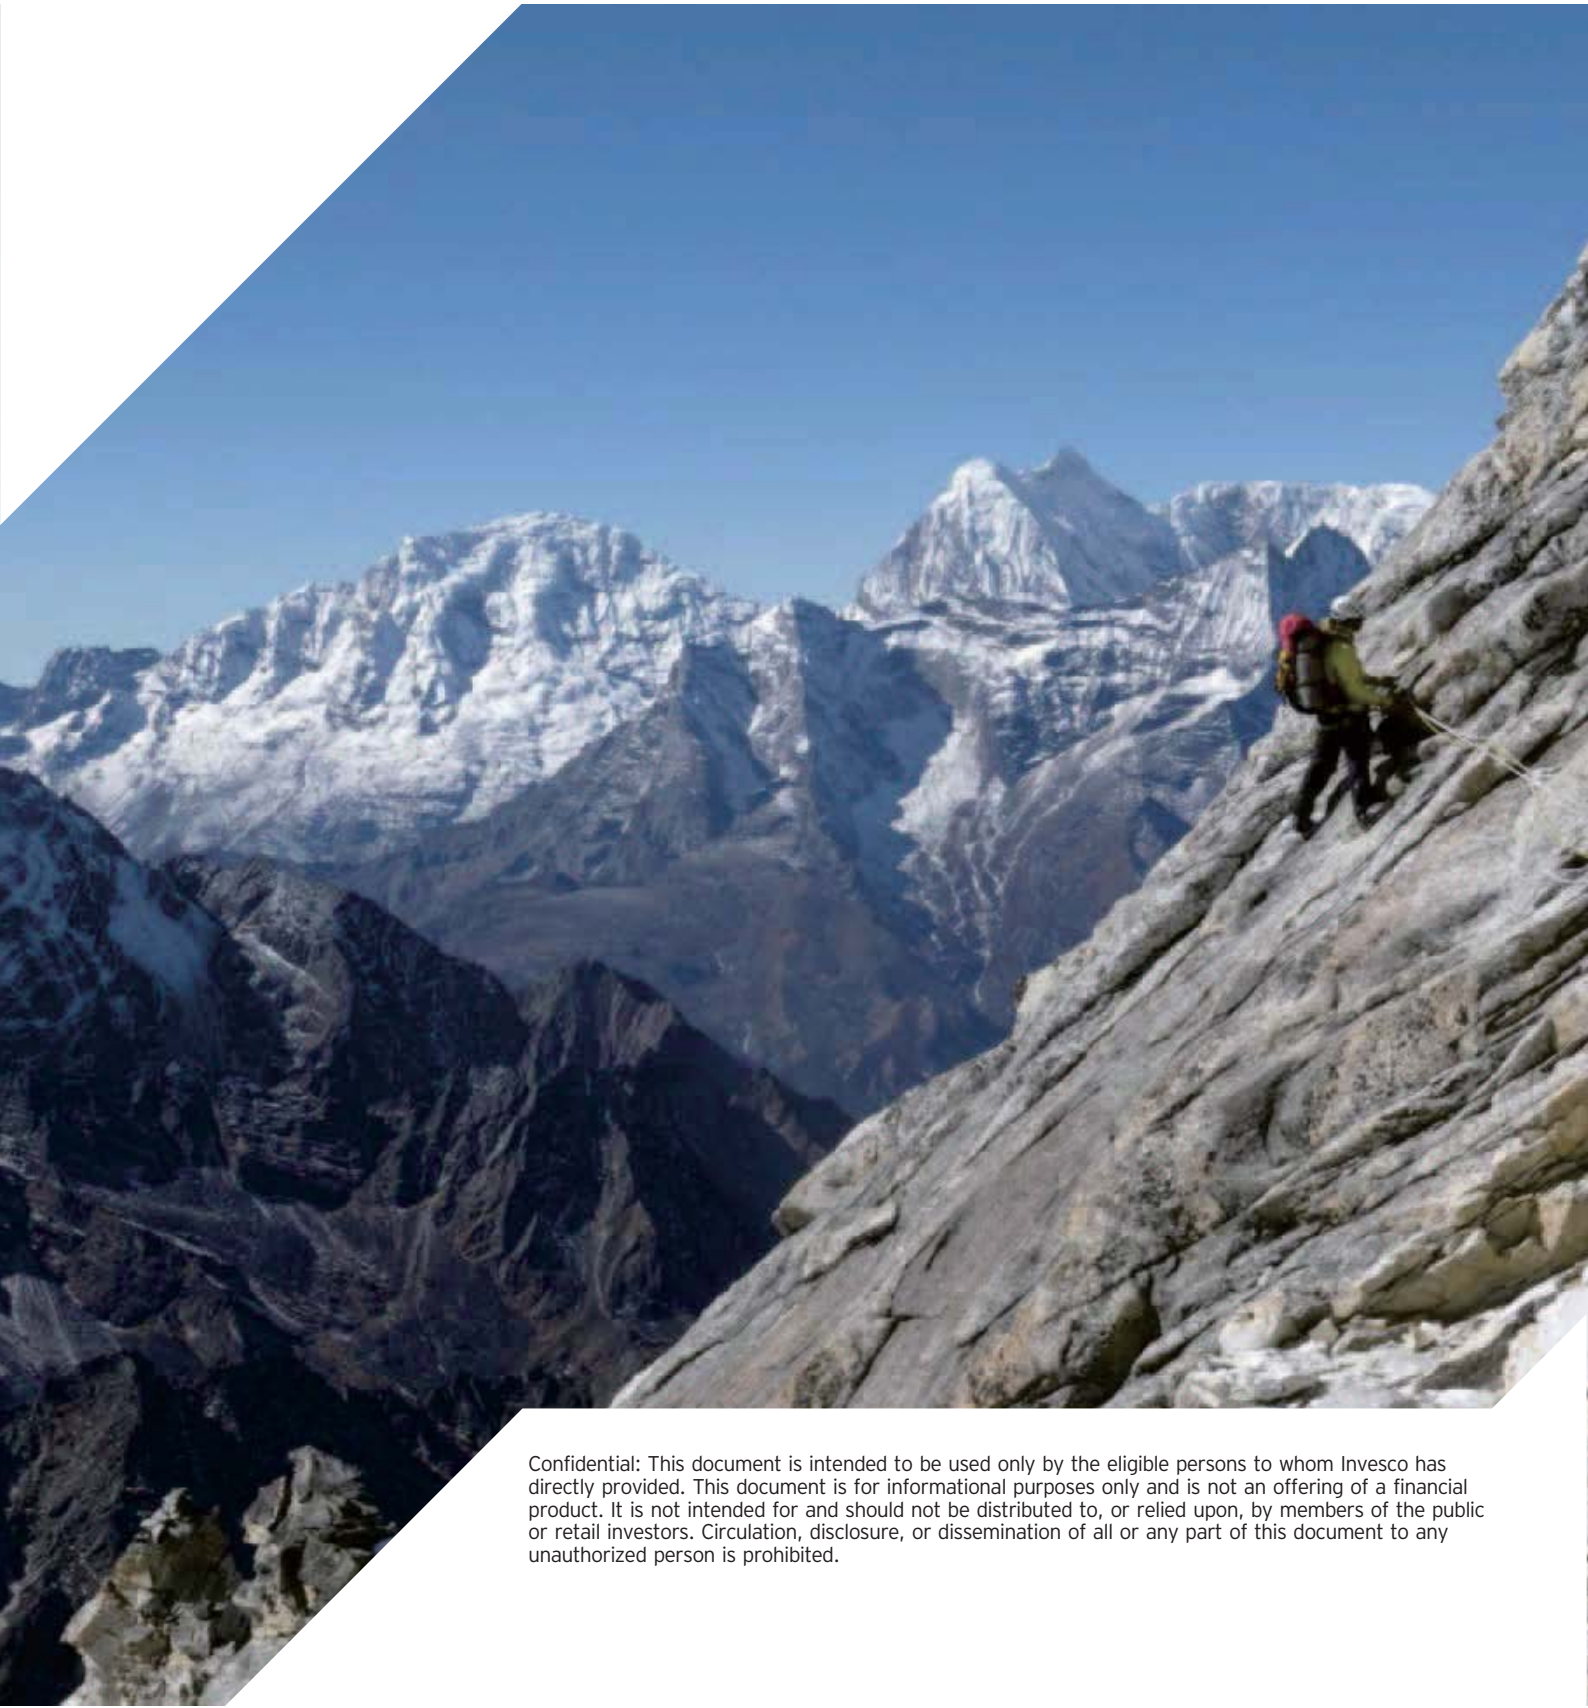 Confidential: This document is intended to be used only by the eligible persons to whom Invesco has
directly provided. This document is for informational purposes only and is not an offering of a financial
product. It is not intended for and should not be distributed to, or relied upon, by members of the public
or retail investors. Circulation, disclosure, or dissemination of all or any part of this document to any
unauthorized person is prohibited.